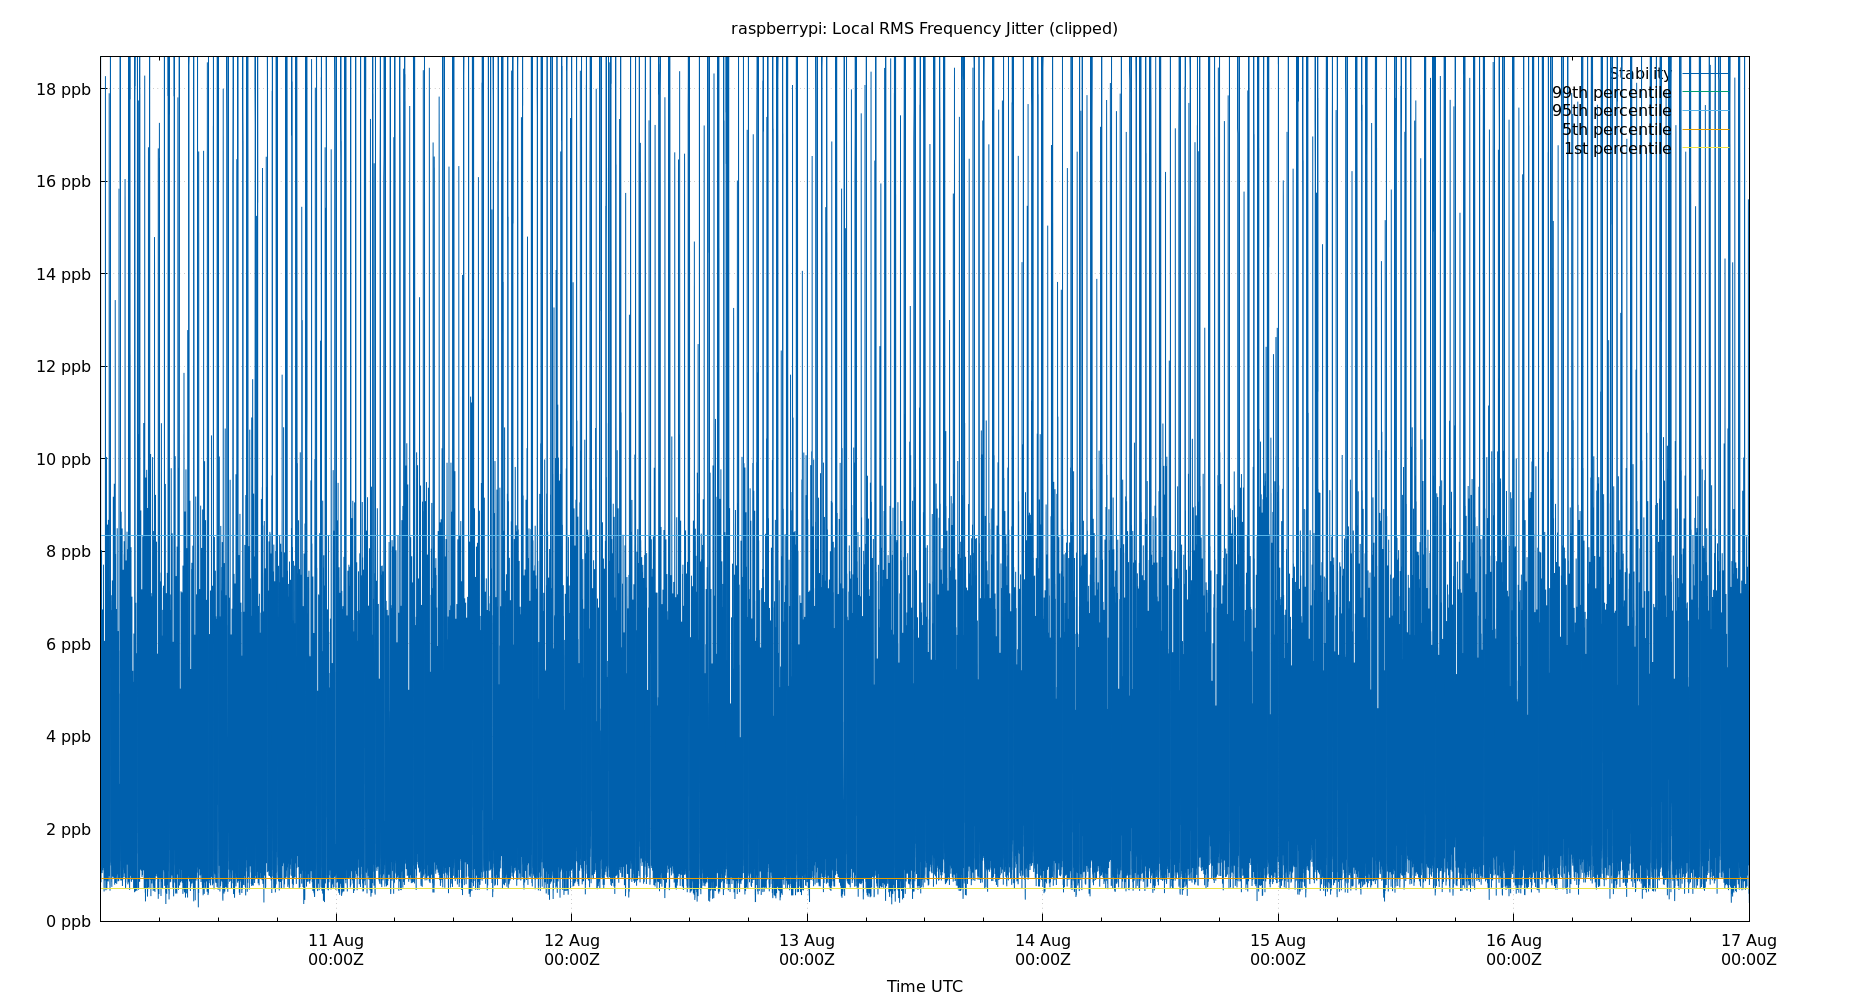 raspberrypi: Local RMS Frequency Jitter (clipped)
18 ppb
16 ppb
14 ppb
12 ppb
10 ppb
8 ppb
6 ppb
4 ppb
2 ppb
0 ppb
Stability
99th percentile
95th percentile
5th percentile
1st percentile
11 Aug
00:00Z
12 Aug
00:00Z
13 Aug
00:00Z
14 Aug
00:00Z
15 Aug
00:00Z
16 Aug
00:00Z
17 Aug
00:00Z
Time UTC